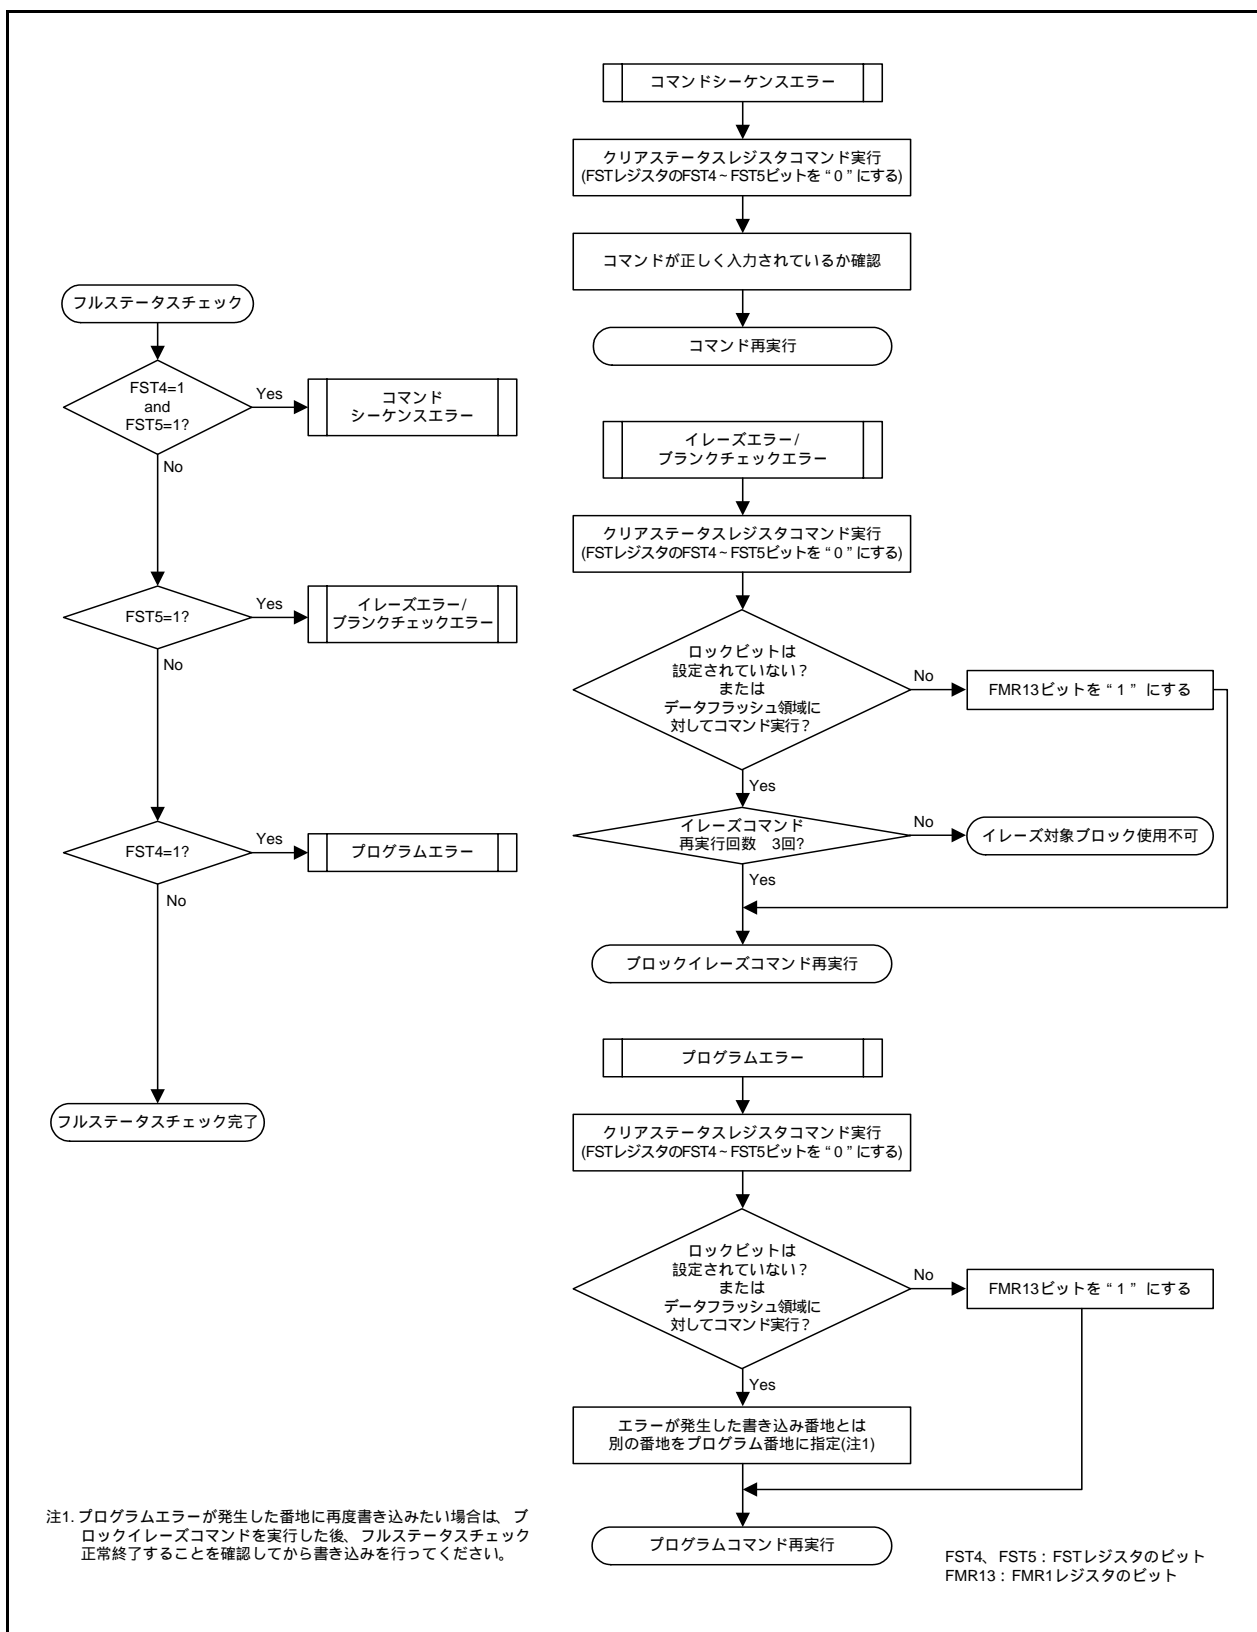 フルステータスチェック
FST4=1
and
FST5=1?
Yes
コマンド
シーケンスエラー
No
FST5=1?
Yes
イレーズエラー/
ブランクチェックエラー
No
FST4=1?
Yes
プログラムエラー
No
フルステータスチェック完了
コマンドシーケンスエラー
クリアステータスレジスタコマンド実行
(FSTレジスタのFST4~FST5ビットを“0”にする)
コマンドが正しく入力されているか確認
コマンド再実行
イレーズエラー/
ブランクチェックエラー
クリアステータスレジスタコマンド実行
(FSTレジスタのFST4~FST5ビットを“0”にする)
ロックビットは
設定されていない?
または
データフラッシュ領域に
対してコマンド実行?
No
FMR13ビットを“1”にする
Yes
イレーズコマンド
再実行回数 3回?
No
イレーズ対象ブロック使用不可
Yes
ブロックイレーズコマンド再実行
プログラムエラー
クリアステータスレジスタコマンド実行
(FSTレジスタのFST4~FST5ビットを“0”にする)
ロックビットは
設定されていない?
または
データフラッシュ領域に
対してコマンド実行?
No
FMR13ビットを“1”にする
Yes
エラーが発生した書き込み番地とは
別の番地をプログラム番地に指定(注1)
プログラムコマンド再実行
注1. プログラムエラーが発生した番地に再度書き込みたい場合は、ブ
ロックイレーズコマンドを実行した後、フルステータスチェック
正常終了することを確認してから書き込みを行ってください。
FST4、FST5:FSTレジスタのビット
FMR13:FMR1レジスタのビット